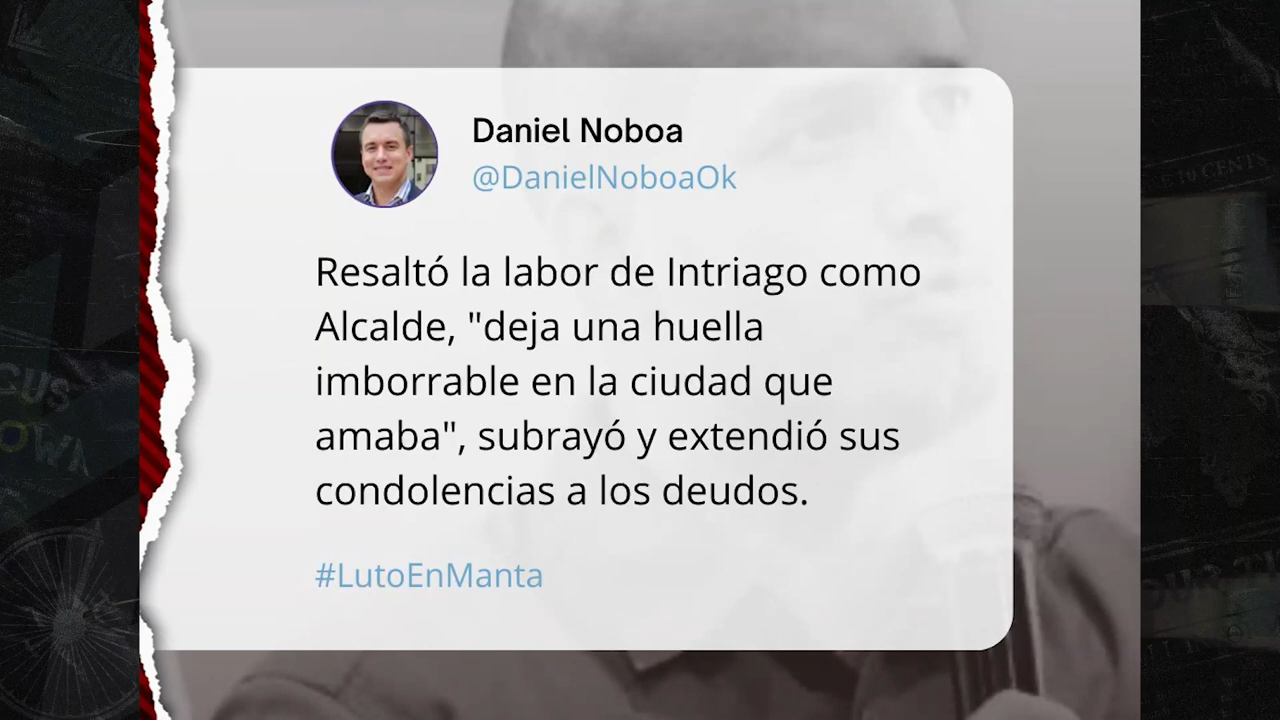 Daniel Noboa
@DanielNoboaOk
Resaltó la labor de Intriago como
Alcalde, "deja una huella
imborrable en la ciudad que
amaba", subrayó y extendió sus
condolencias a los deudos.
#LutoEnManta